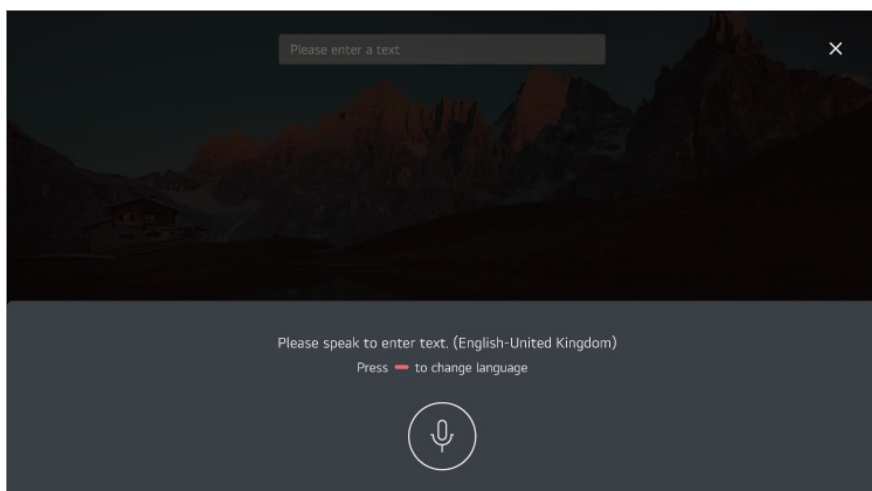 Please enter a text
Please speak to enter text. (English-United Kingdom)
Press to change language